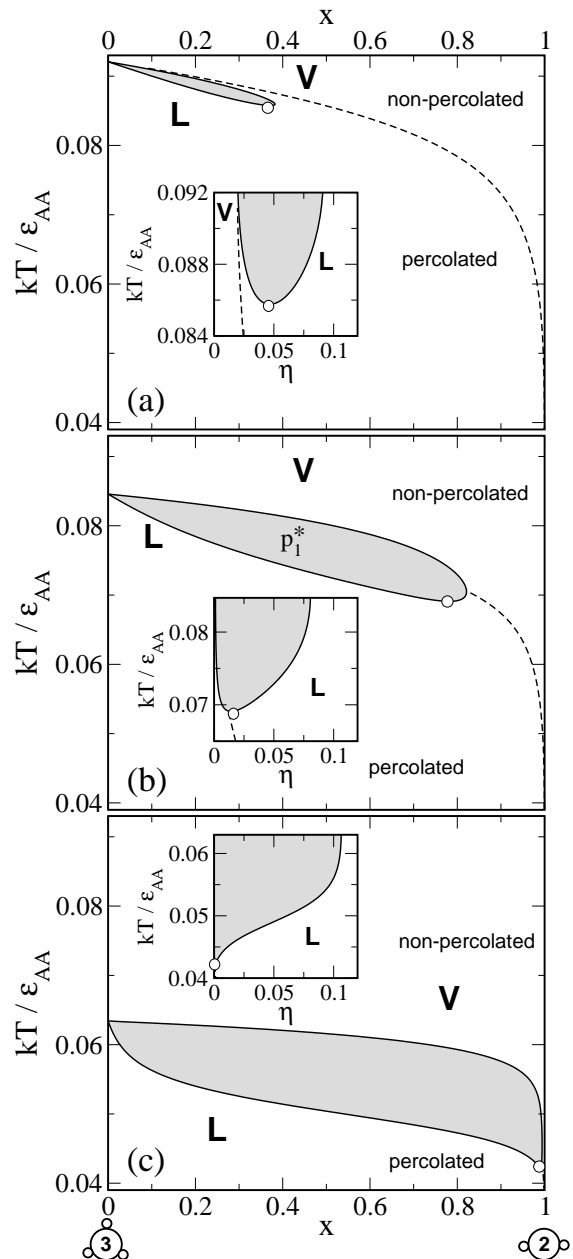 x
0 0.2 0.4 0.6 0.8 1
V
non-percolated
L
0.08
kT / εAA
0.092
V
0.088
L
kT / εAA
percolated
0.06
0.084
0 0.05 0.1
η
(a)
0.04
V
non-percolated
L
0.08
p1*
kT / εAA
0.08
kT / εAA
L
0.06
0.07
0 0.05 0.1
η
(b)
percolated
0.04
0.06
kT / εAA
0.05
L
0.08
non-percolated
0.04
0 0.05 0.1
η
kT / εAA
V
0.06
L
(c)
percolated
0.04
0 0.2 0.4 0.6 0.8 1
x
3 2